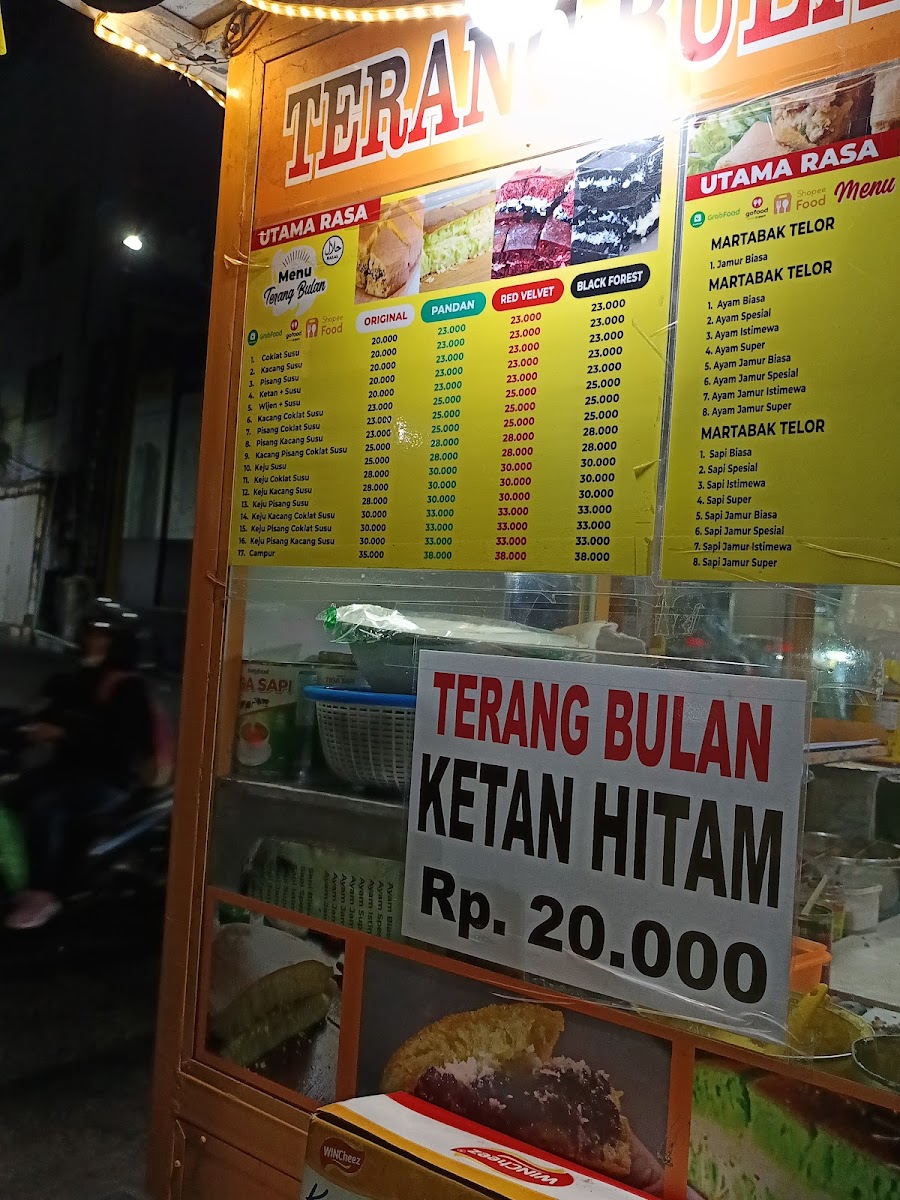 TERANG BULAN
UTAMA RASA
HALAL
Menu
Terang Bulan
GrabFood gofood Shopee Food
ORIGINAL PANDAN RED VELVET BLACK FOREST
1. Coklat Susu 20.000 23.000 23.000 23.000
2. Kacang Susu 20.000 23.000 23.000 23.000
3. Pisang Susu 20.000 23.000 23.000 23.000
4. Ketan + Susu 20.000 23.000 23.000 23.000
5. Wijen + Susu 20.000 23.000 23.000 23.000
6. Kacang Coklat Susu 23.000 25.000 25.000 25.000
7. Pisang Coklat Susu 23.000 25.000 25.000 25.000
8. Pisang Kacang Susu 23.000 25.000 25.000 25.000
9. Kacang Pisang Coklat Susu 25.000 28.000 28.000 28.000
10. Keju Susu 25.000 28.000 28.000 28.000
11. Keju Coklat Susu 28.000 30.000 30.000 30.000
12. Keju Kacang Susu 28.000 30.000 30.000 30.000
13. Keju Pisang Susu 28.000 30.000 30.000 30.000
14. Keju Kacang Coklat Susu 30.000 33.000 33.000 33.000
15. Keju Pisang Coklat Susu 30.000 33.000 33.000 33.000
16. Keju Pisang Kacang Susu 30.000 33.000 33.000 33.000
17. Campur 35.000 38.000 38.000 38.000
UTAMA RASA
GrabFood gofood Shopee Food Menu
MARTABAK TELOR
1. Jamur Biasa
MARTABAK TELOR
1. Ayam Biasa
2. Ayam Spesial
3. Ayam Istimewa
4. Ayam Super
5. Ayam Jamur Biasa
6. Ayam Jamur Spesial
7. Ayam Jamur Istimewa
8. Ayam Jamur Super
MARTABAK TELOR
1. Sapi Biasa
2. Sapi Spesial
3. Sapi Istimewa
4. Sapi Super
5. Sapi Jamur Biasa
6. Sapi Jamur Spesial
7. Sapi Jamur Istimewa
8. Sapi Jamur Super
SAPI
TERANG BULAN
KETAN HITAM
Rp. 20.000
WINCheez
WINCheez